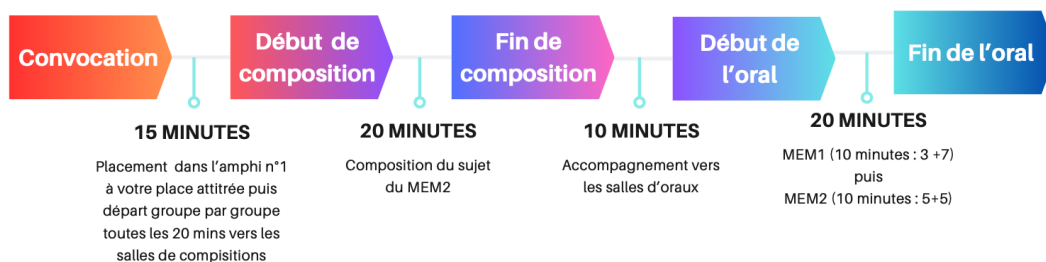 Convocation
Début de
composition
Fin de
composition
Début de
l'oral
Fin de l'oral
15 MINUTES
Placement dans l'amphi n°1
à votre place attitrée puis
départ groupe par groupe
toutes les 20 mins vers les
salles de compisitions
20 MINUTES
Composition du sujet
du MEM2
10 MINUTES
Accompagnement vers
les salles d'oraux
20 MINUTES
MEM1 (10 minutes : 3 +7)
puis
MEM2 (10 minutes : 5+5)